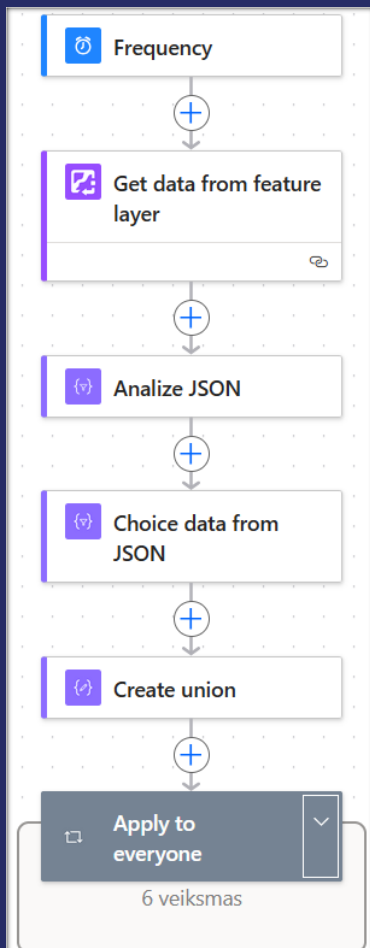 Frequency
Get data from feature
layer
Analize JSON
Choice data from
JSON
Create union
Apply to
everyone
6 veiksmas